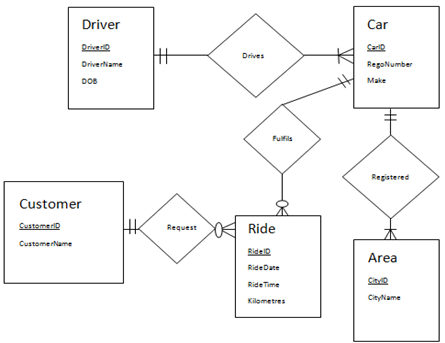 Driver
DriverID
DriverName
DOB
Drives
Car
CarID
RegoNumber
Make
Fulfils
Registered
Customer
CustomerID
CustomerName
Request
Ride
RideID
RideDate
RideTime
Kilometres
Area
CityID
CityName